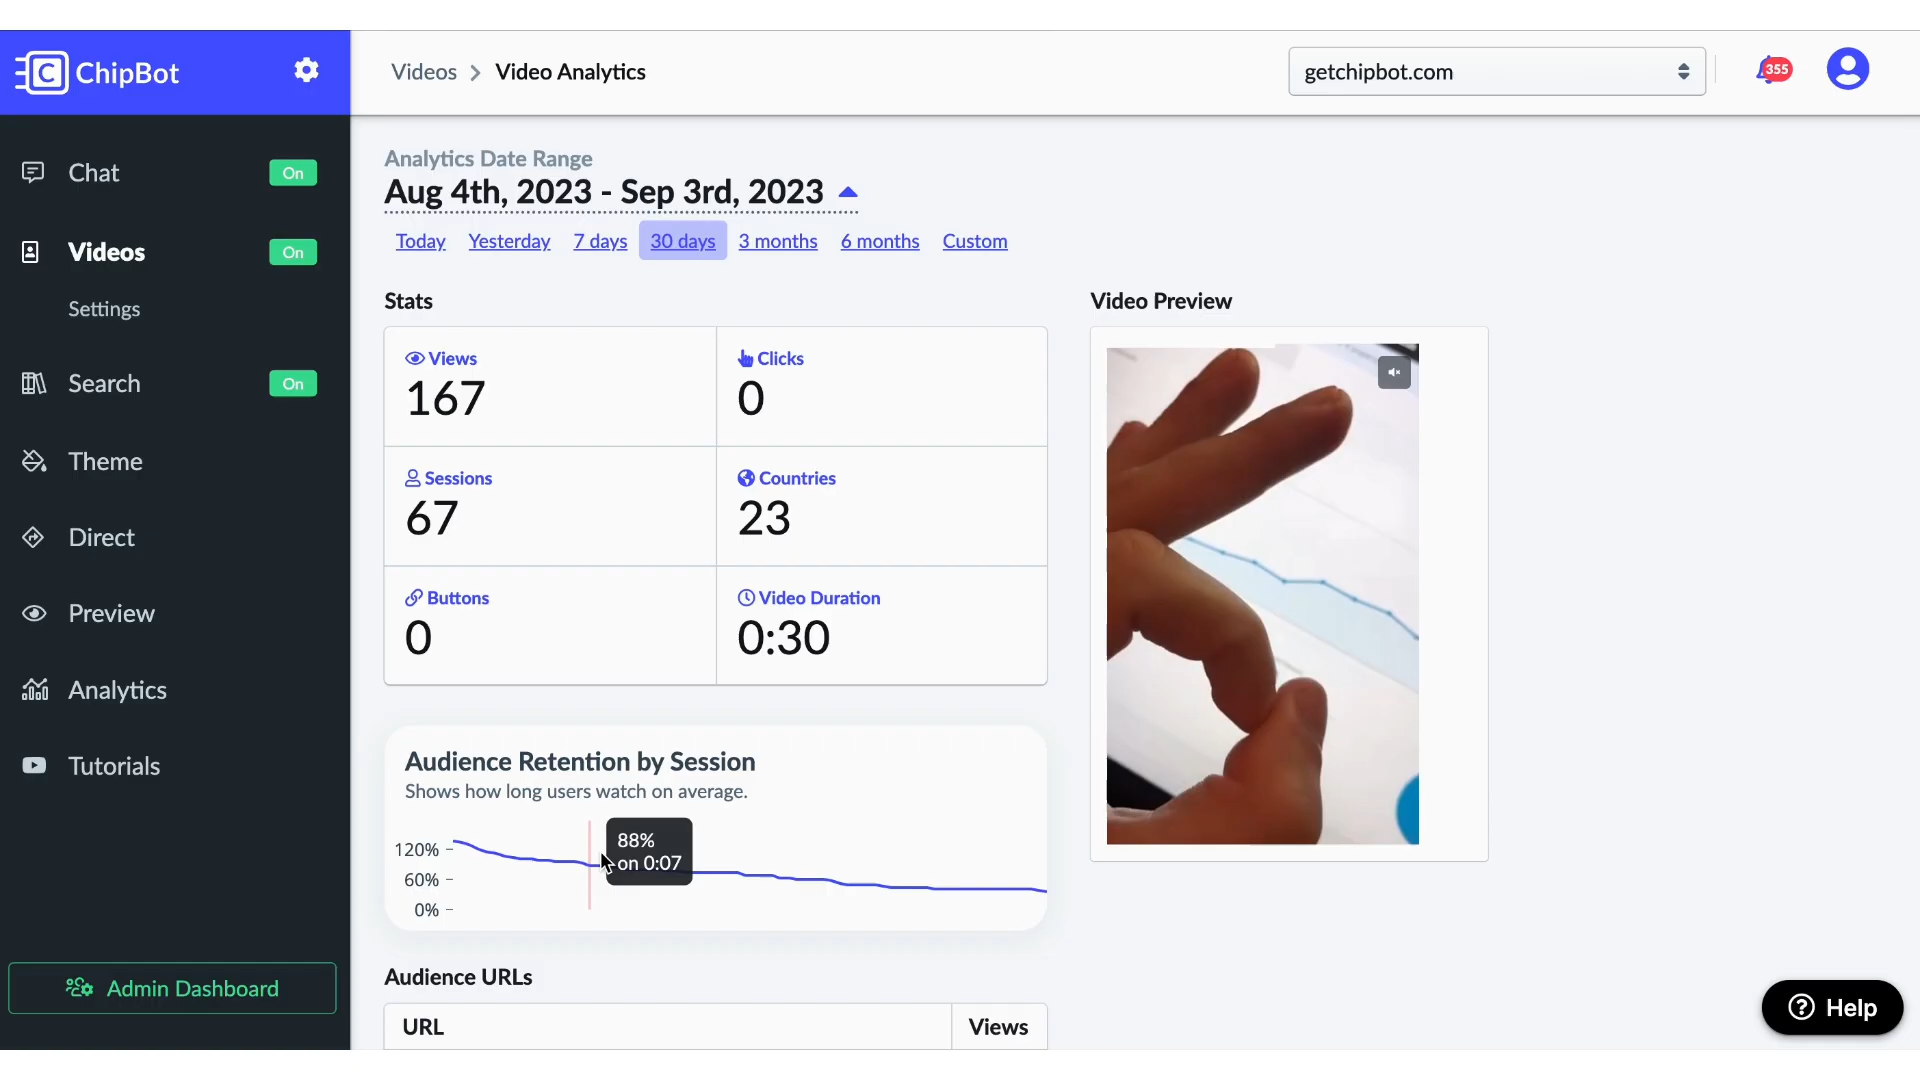 ChipBot
Videos > Video Analytics
getchipbot.com
355
Chat
On
Videos
On
Settings
Search
On
Theme
Direct
Preview
Analytics
Tutorials
Admin Dashboard
Analytics Date Range
Aug 4th, 2023 - Sep 3rd, 2023
Today Yesterday 7 days 30 days 3 months 6 months Custom
Stats
Views
167
Clicks
0
Sessions
67
Countries
23
Buttons
0
Video Duration
0:30
Video Preview
Audience Retention by Session
Shows how long users watch on average.
120%
60%
0%
88%
on 0:07
Audience URLs
URL Views
Help